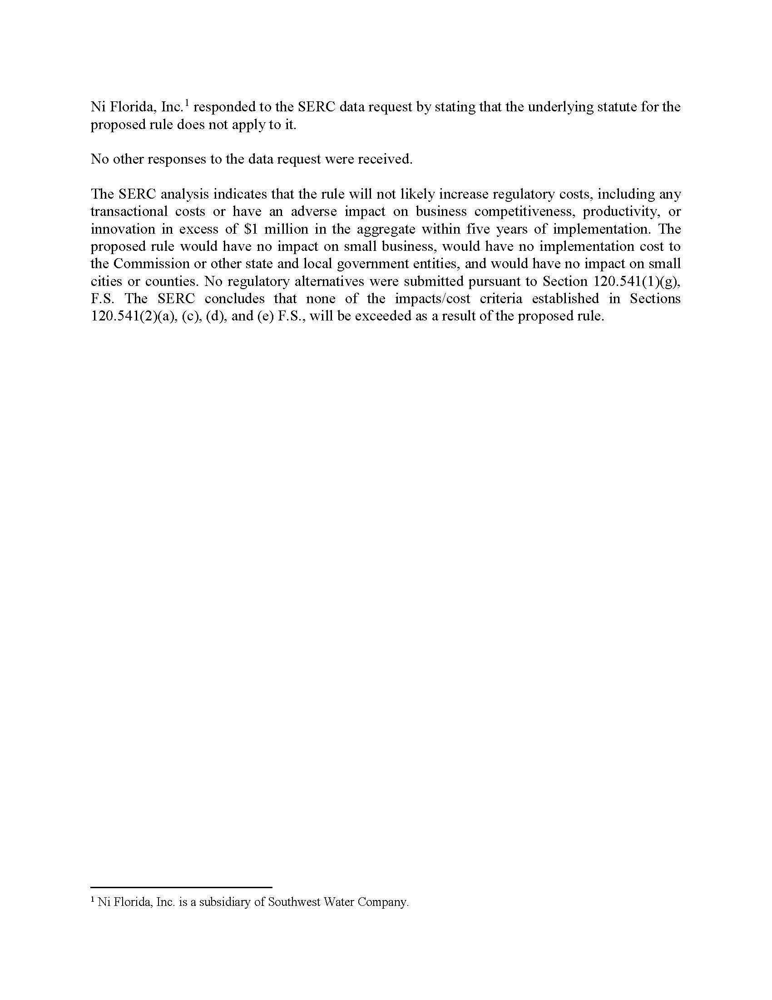 Ni Florida, Inc.¹ responded to the SERC data request by stating that the underlying statute for the
proposed rule does not apply to it.
No other responses to the data request were received.
The SERC analysis indicates that the rule will not likely increase regulatory costs, including any
transactional costs or have an adverse impact on business competitiveness, productivity, or
innovation in excess of $1 million in the aggregate within five years of implementation. The
proposed rule would have no impact on small business, would have no implementation cost to
the Commission or other state and local government entities, and would have no impact on small
cities or counties. No regulatory alternatives were submitted pursuant to Section 120.541(1)(g),
F.S. The SERC concludes that none of the impacts/cost criteria established in Sections
120.541(2)(a), (c), (d), and (e) F.S., will be exceeded as a result of the proposed rule.
¹ Ni Florida, Inc. is a subsidiary of Southwest Water Company.